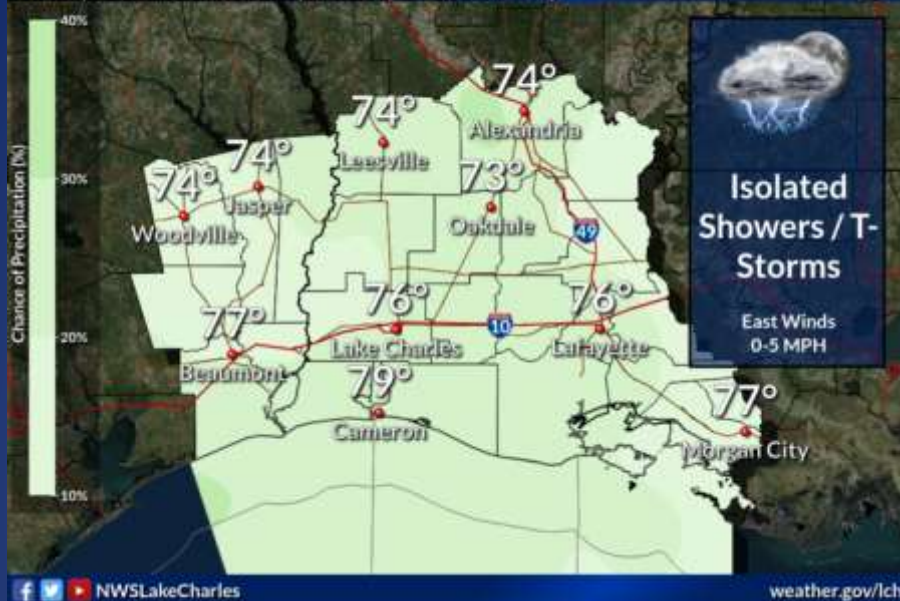 40%
30%
20%
10%
Chance of Precipitation (%)
74°
Alexandria
74°
Leesville
74°
Jasper
74°
Woodville
73°
Oakdale
49
77°
Beaumont
76°
Lake Charles
10
76°
Lafayette
79°
Cameron
77°
Morgan City
Isolated
Showers / T-
Storms
East Winds
0-5 MPH
NWSLakeCharles
weather.gov/lch